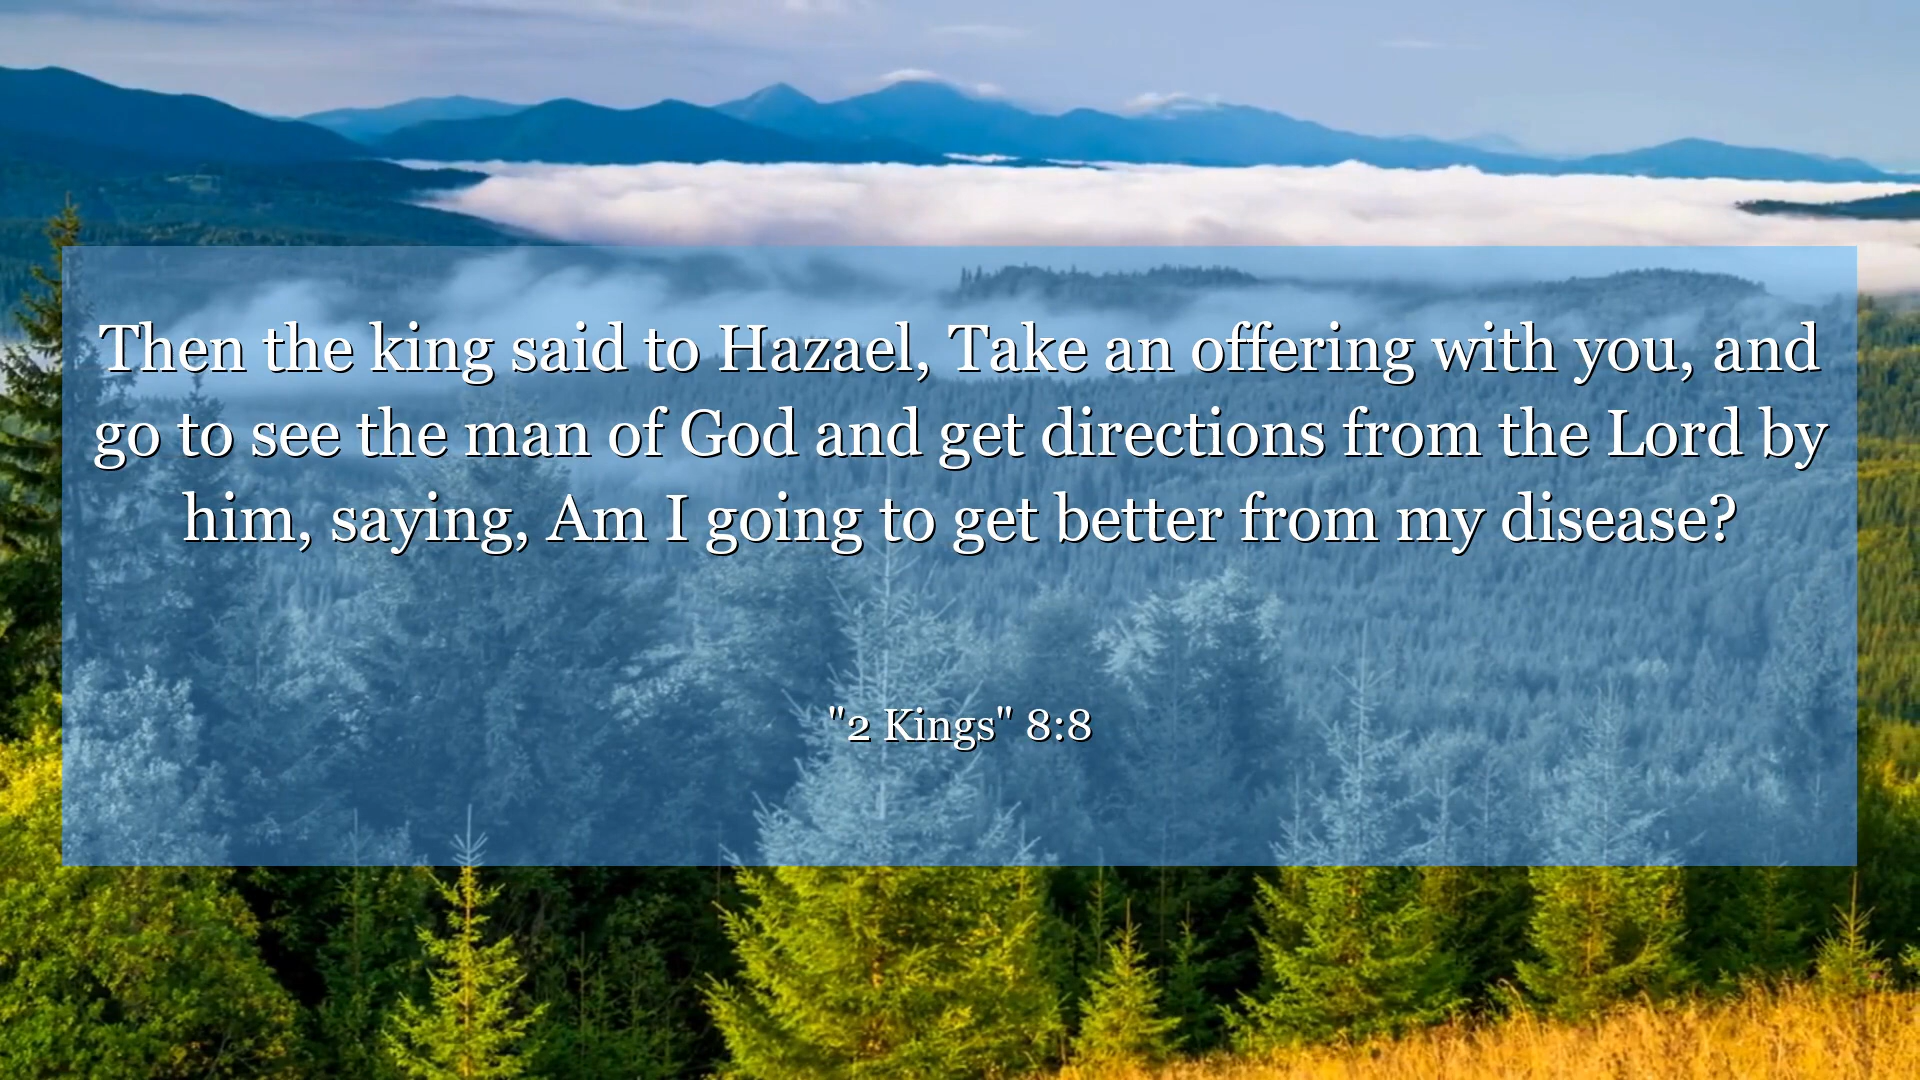 Then the king said to Hazael, Take an offering with you, and
go to see the man of God and get directions from the Lord by
him, saying, Am I going to get better from my disease?
"2 Kings" 8:8